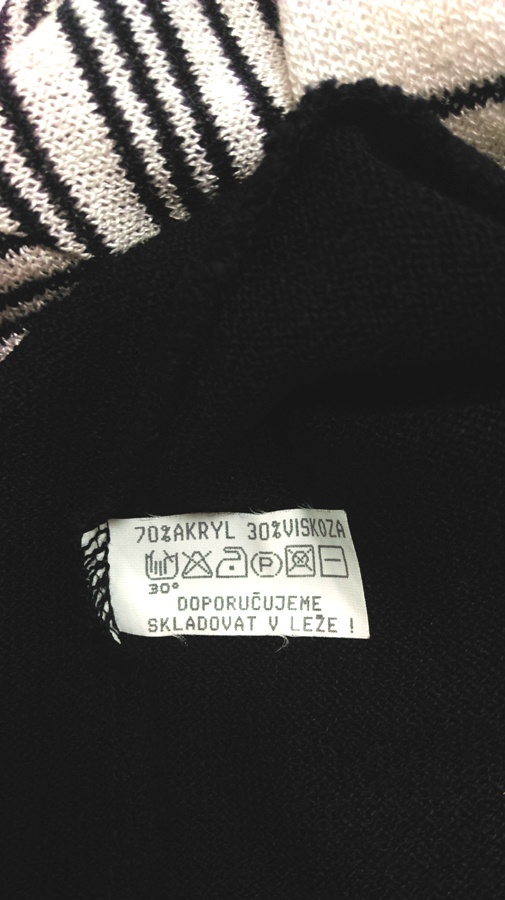 70%AKRYL 30%VISKOZA
P
30°
DOPORUČUJEME
SKLADOVAT V LEŽE !